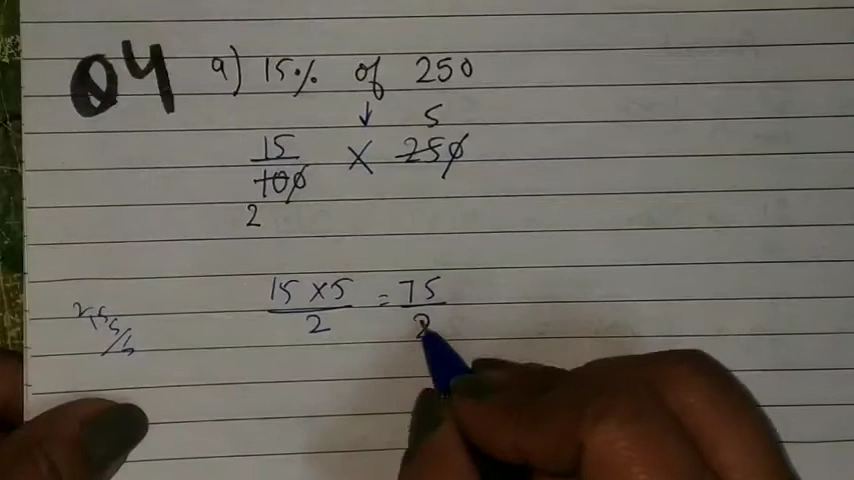 Q4 a) 15% of 250
↓ 5
15/100 × 250
2
15 × 5/2 = 75/2